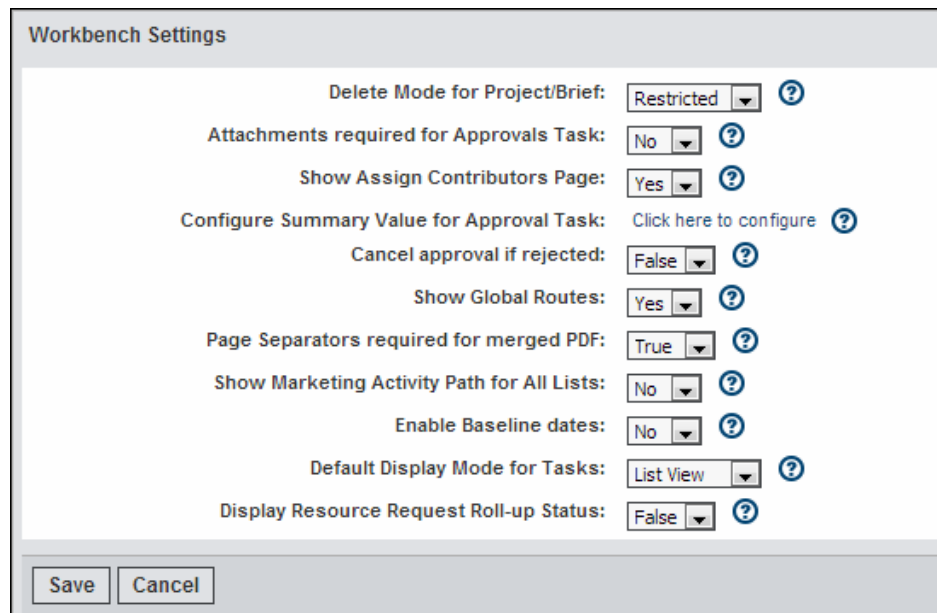 Workbench Settings
Delete Mode for Project/Brief: Restricted ?
Attachments required for Approvals Task: No ?
Show Assign Contributors Page: Yes ?
Configure Summary Value for Approval Task: Click here to configure ?
Cancel approval if rejected: False ?
Show Global Routes: Yes ?
Page Separators required for merged PDF: True ?
Show Marketing Activity Path for All Lists: No ?
Enable Baseline dates: No ?
Default Display Mode for Tasks: List View ?
Display Resource Request Roll-up Status: False ?
Save Cancel